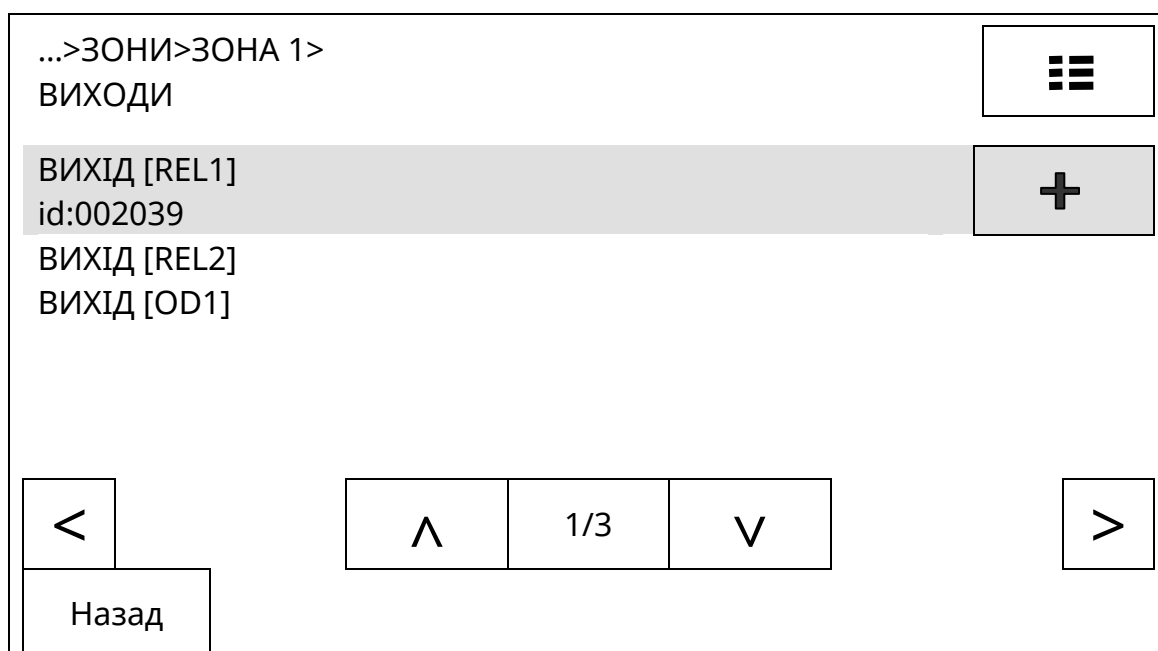 ...>ЗОНИ>ЗОНА 1>
ВИХОДИ
ВИХІД [REL1]
id:002039
ВИХІД [REL2]
ВИХІД [OD1]
< ˄ 1/3 ˅ >
Назад